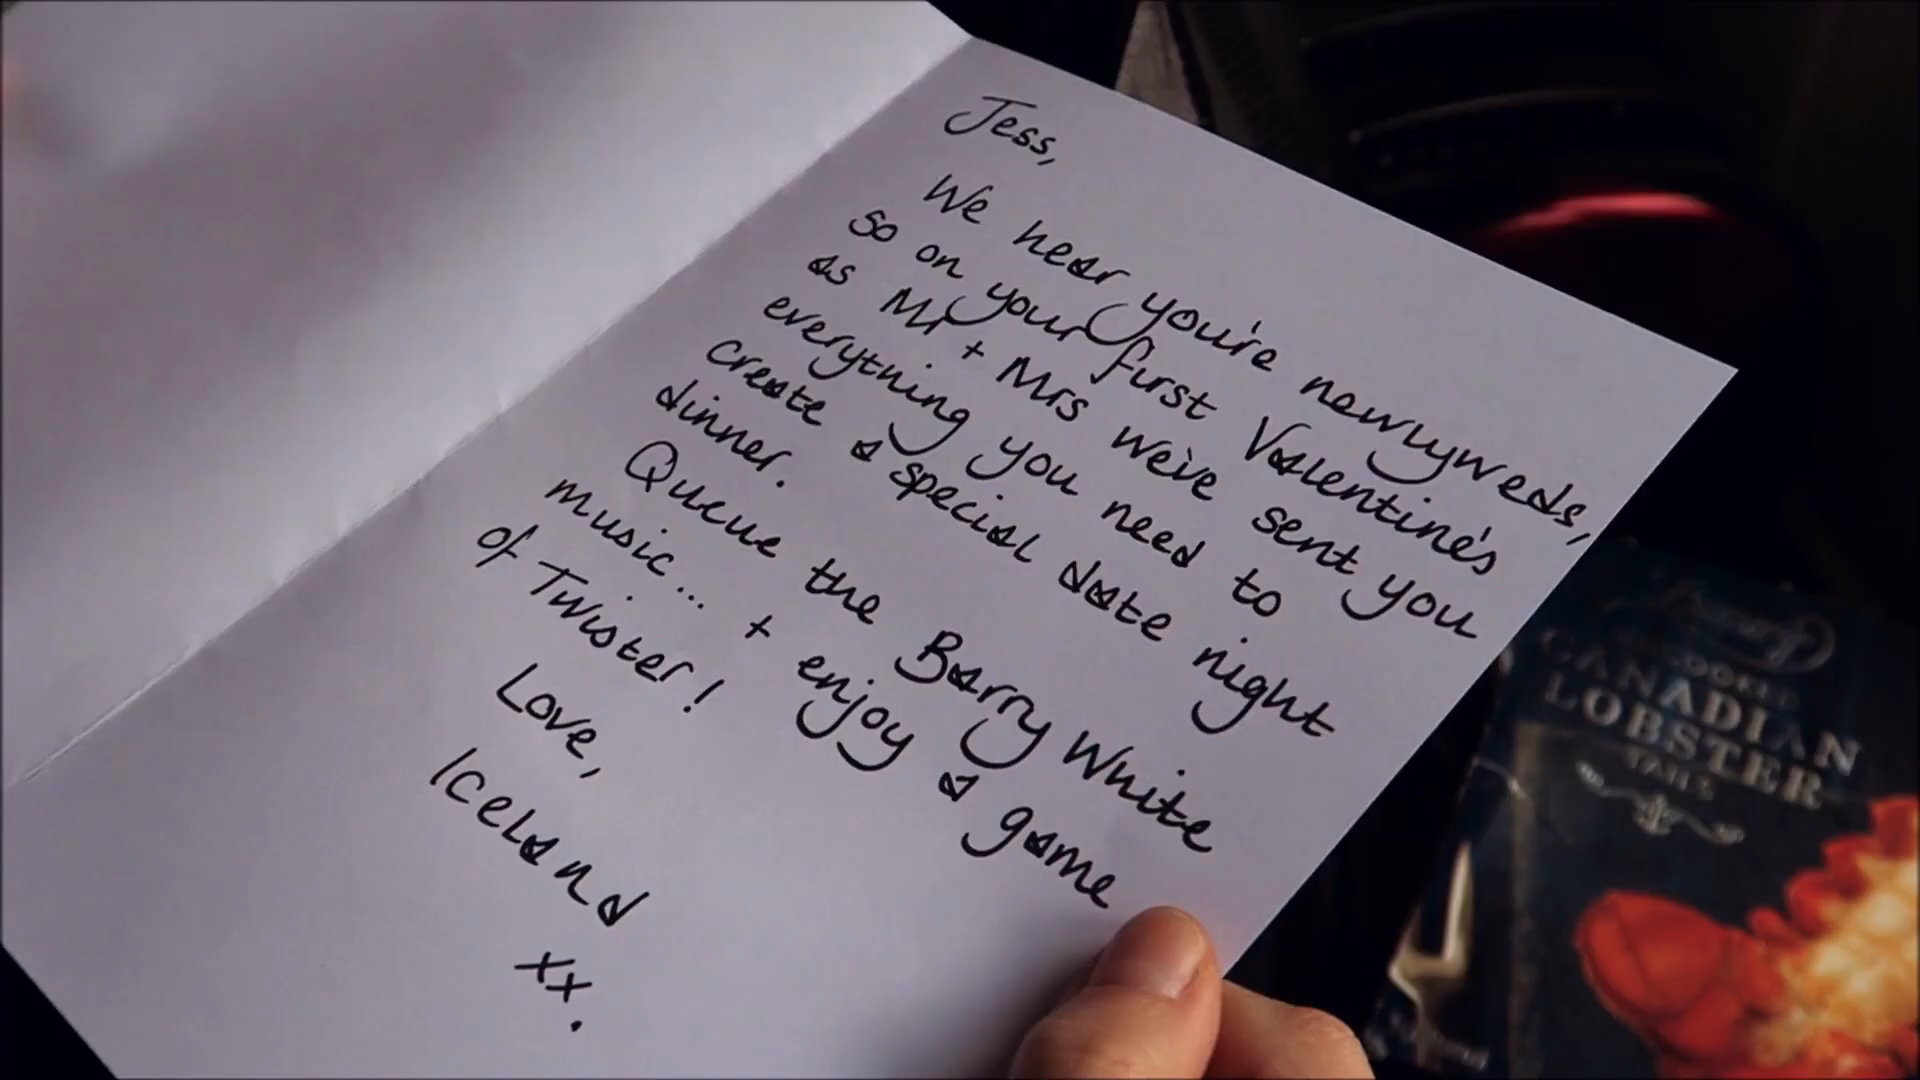 Jess,
We hear you're newlyweds,
so on your first Valentine's
as Mr + Mrs we've sent you
everything you need to
create a special date night
dinner.
Queue the Barry White
music... + enjoy a game
of Twister!
Love,
Iceland
xx.
COOKED
CANADIAN
LOBSTER
TAILS